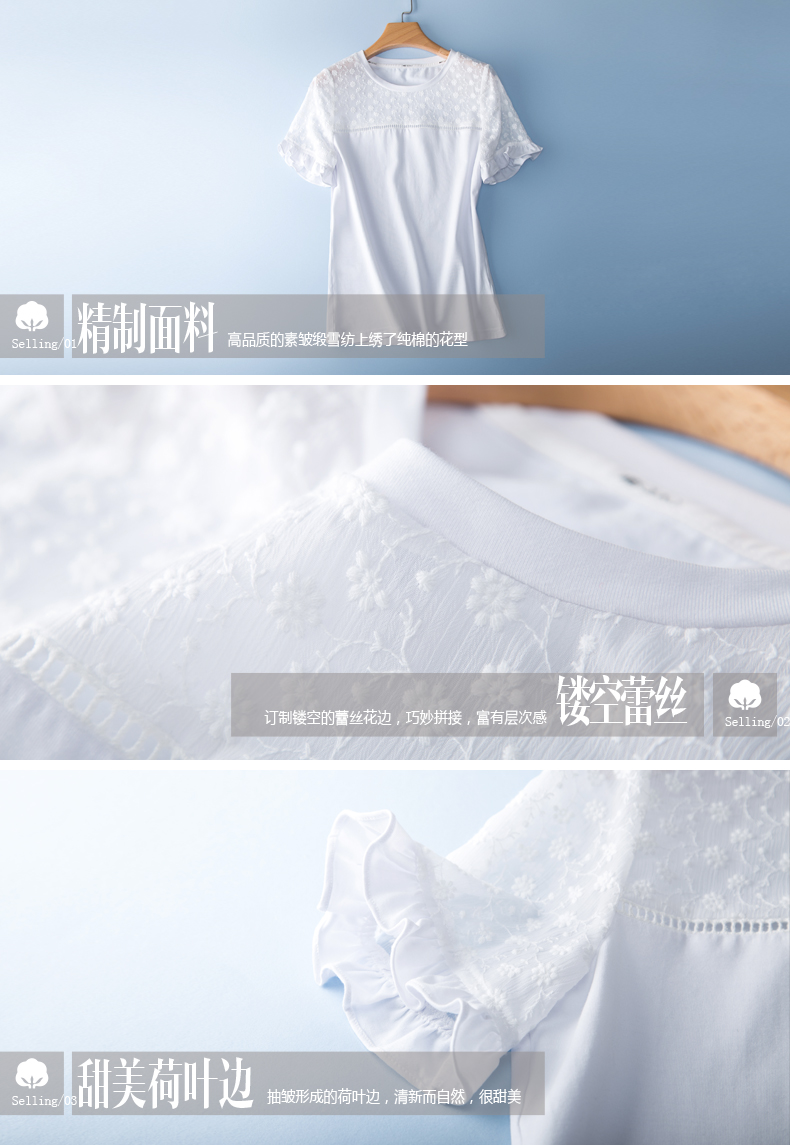 Selling/01
精制面料
高品质的素皱缎雪纺上绣了纯棉的花型
订制镂空的蕾丝花边，巧妙拼接，富有层次感
镂空蕾丝
Selling/02
Selling/03
甜美荷叶边
抽皱形成的荷叶边，清新而自然，很甜美